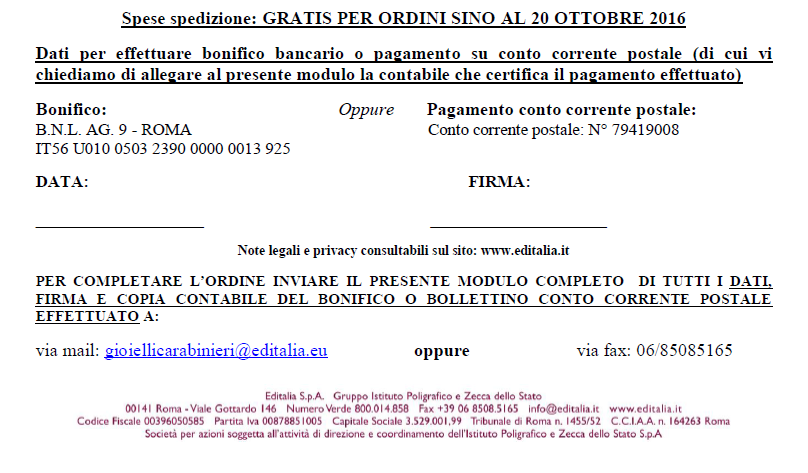 Spese spedizione: GRATIS PER ORDINI SINO AL 20 OTTOBRE 2016
Dati per effettuare bonifico bancario o pagamento su conto corrente postale (di cui vi
chiediamo di allegare al presente modulo la contabile che certifica il pagamento effettuato)
Bonifico: Oppure Pagamento conto corrente postale:
B.N.L. AG. 9 - ROMA Conto corrente postale: N° 79419008
IT56 U010 0503 2390 0000 0013 925
DATA: FIRMA:
Note legali e privacy consultabili sul sito: www.editalia.it
PER COMPLETARE L'ORDINE INVIARE IL PRESENTE MODULO COMPLETO DI TUTTI I DATI,
FIRMA E COPIA CONTABILE DEL BONIFICO O BOLLETTINO CONTO CORRENTE POSTALE
EFFETTUATO A:
via mail: gioiellicarabinieri@editalia.eu oppure via fax: 06/85085165
Editalia S.p.A. Gruppo Istituto Poligrafico e Zecca dello Stato
00141 Roma - Viale Gottardo 146 Numero Verde 800.014.858 Fax +39 06 8508.5165 info@editalia.it www.editalia.it
Codice Fiscale 00396050585 Partita Iva 00878851005 Capitale Sociale 3.529.001,99 Tribunale di Roma n. 1455/52 C.C.I.A.A. n. 164263 Roma
Società per azioni soggetta all'attività di direzione e coordinamento dell'Istituto Poligrafico e Zecca dello Stato S.p.A